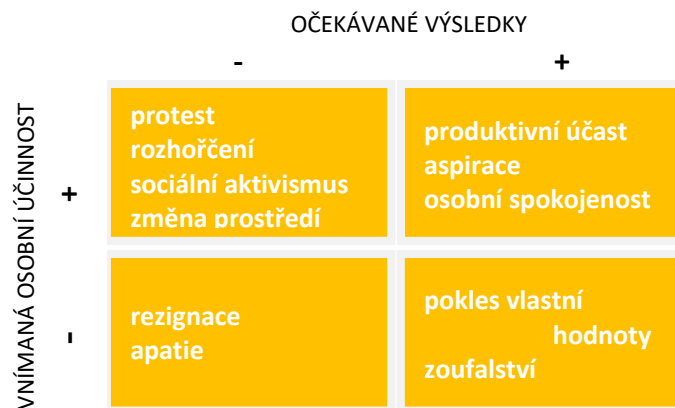 OČEKÁVANÉ VÝSLEDKY
- +
VNÍMANÁ OSOBNÍ ÚČINNOST
+
protest
rozhořčení
sociální aktivismus
změna prostředí
produktivní účast
aspirace
osobní spokojenost
-
rezignace
apatie
pokles vlastní
hodnoty
zoufalství